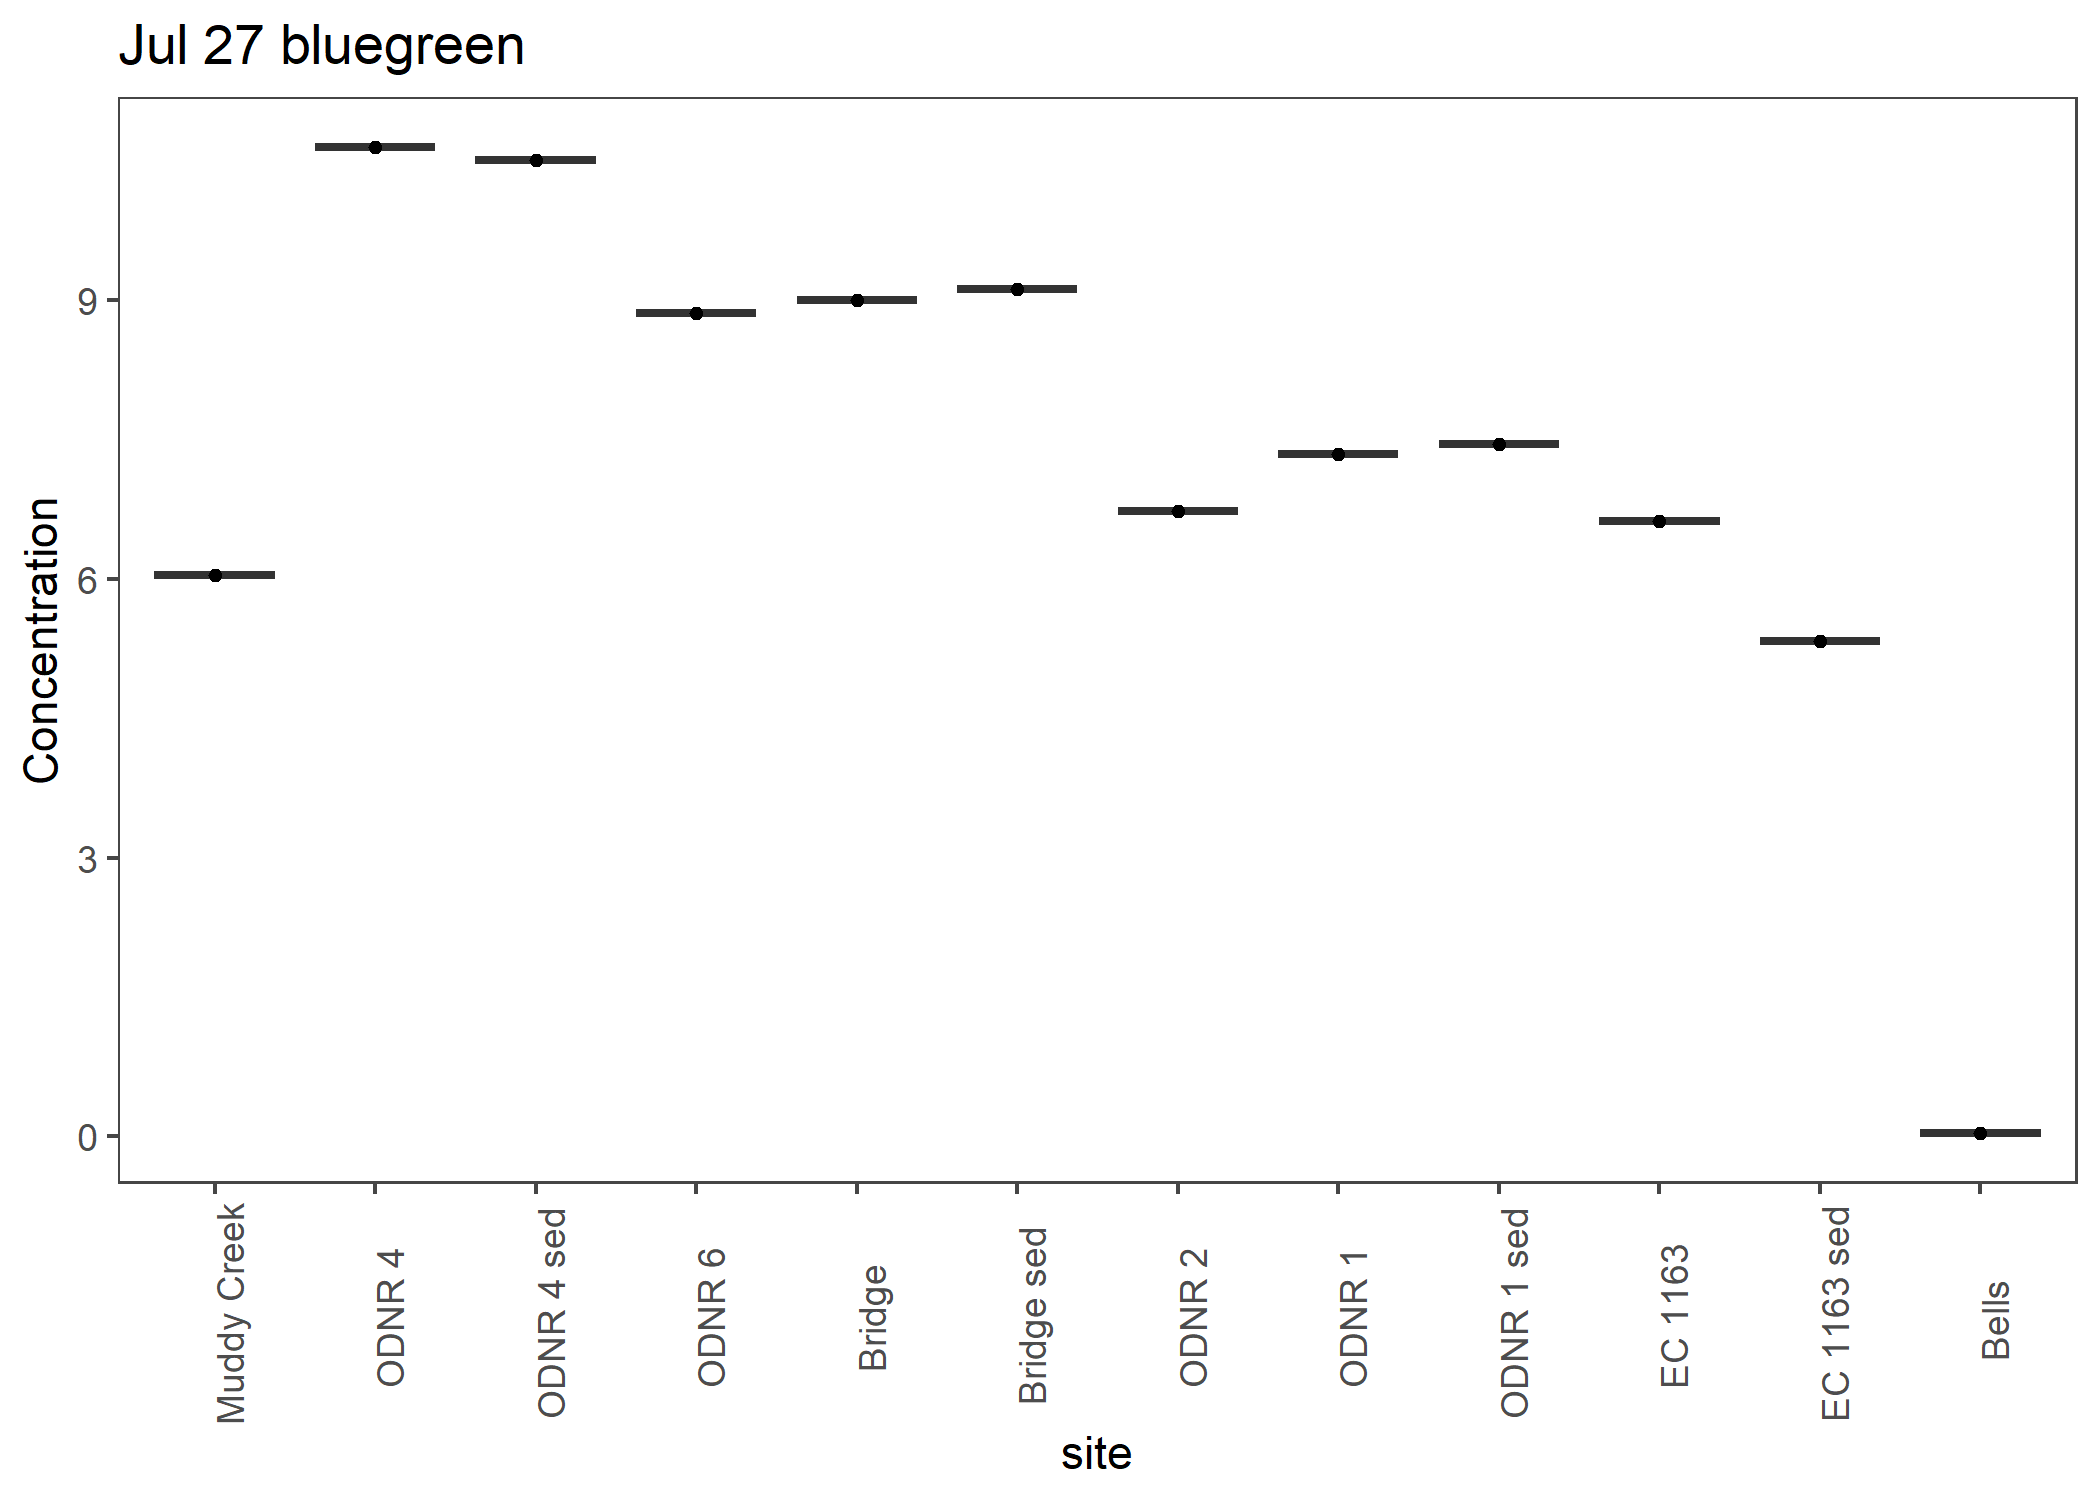 Jul 27 bluegreen
Concentration
9
6
3
0
Muddy Creek
ODNR 4
ODNR 4 sed
ODNR 6
Bridge
Bridge sed
ODNR 2
ODNR 1
ODNR 1 sed
EC 1163
EC 1163 sed
Bells
site